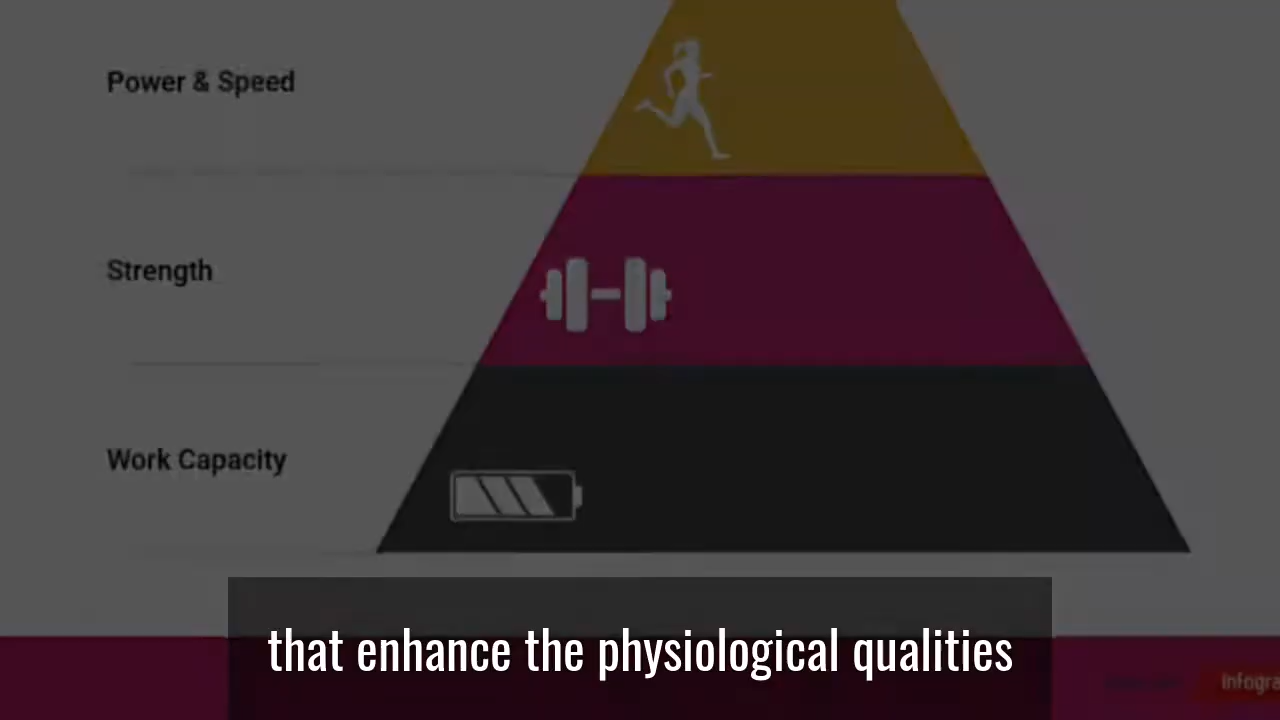 Power & Speed
Strength
Work Capacity
that enhance the physiological qualities